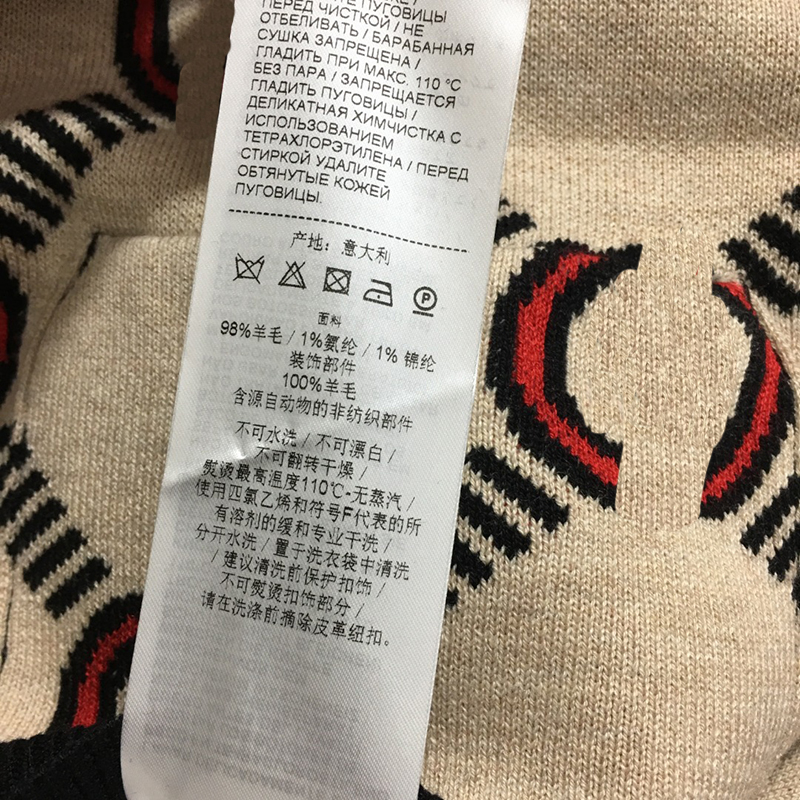 ПУГОВИЦЫ
ПЕРЕД ЧИСТКОЙ / НЕ
ОТБЕЛИВАТЬ / БАРАБАННАЯ
СУШКА ЗАПРЕЩЕНА /
ГЛАДИТЬ ПРИ МАКС. 110 °C
БЕЗ ПАРА / ЗАПРЕЩАЕТСЯ
ГЛАДИТЬ ПУГОВИЦЫ /
ДЕЛИКАТНАЯ ХИМЧИСТКА С
ИСПОЛЬЗОВАНИЕМ
ТЕТРАХЛОРЭТИЛЕНА / ПЕРЕД
СТИРКОЙ УДАЛИТЕ
ОБТЯНУТЫЕ КОЖЕЙ
ПУГОВИЦЫ.
产地: 意大利
P
面料
98%羊毛 / 1%氨纶 / 1% 锦纶
装饰部件
100%羊毛
含源自动物的非纺织部件
不可水洗 / 不可漂白 /
不可翻转干燥 /
熨烫最高温度110℃-无蒸汽 /
使用四氯乙烯和符号F代表的所
有溶剂的缓和专业干洗 /
分开水洗 / 置于洗衣袋中清洗
/ 建议清洗前保护扣饰 /
不可熨烫扣饰部分 /
请在洗涤前摘除皮革纽扣。